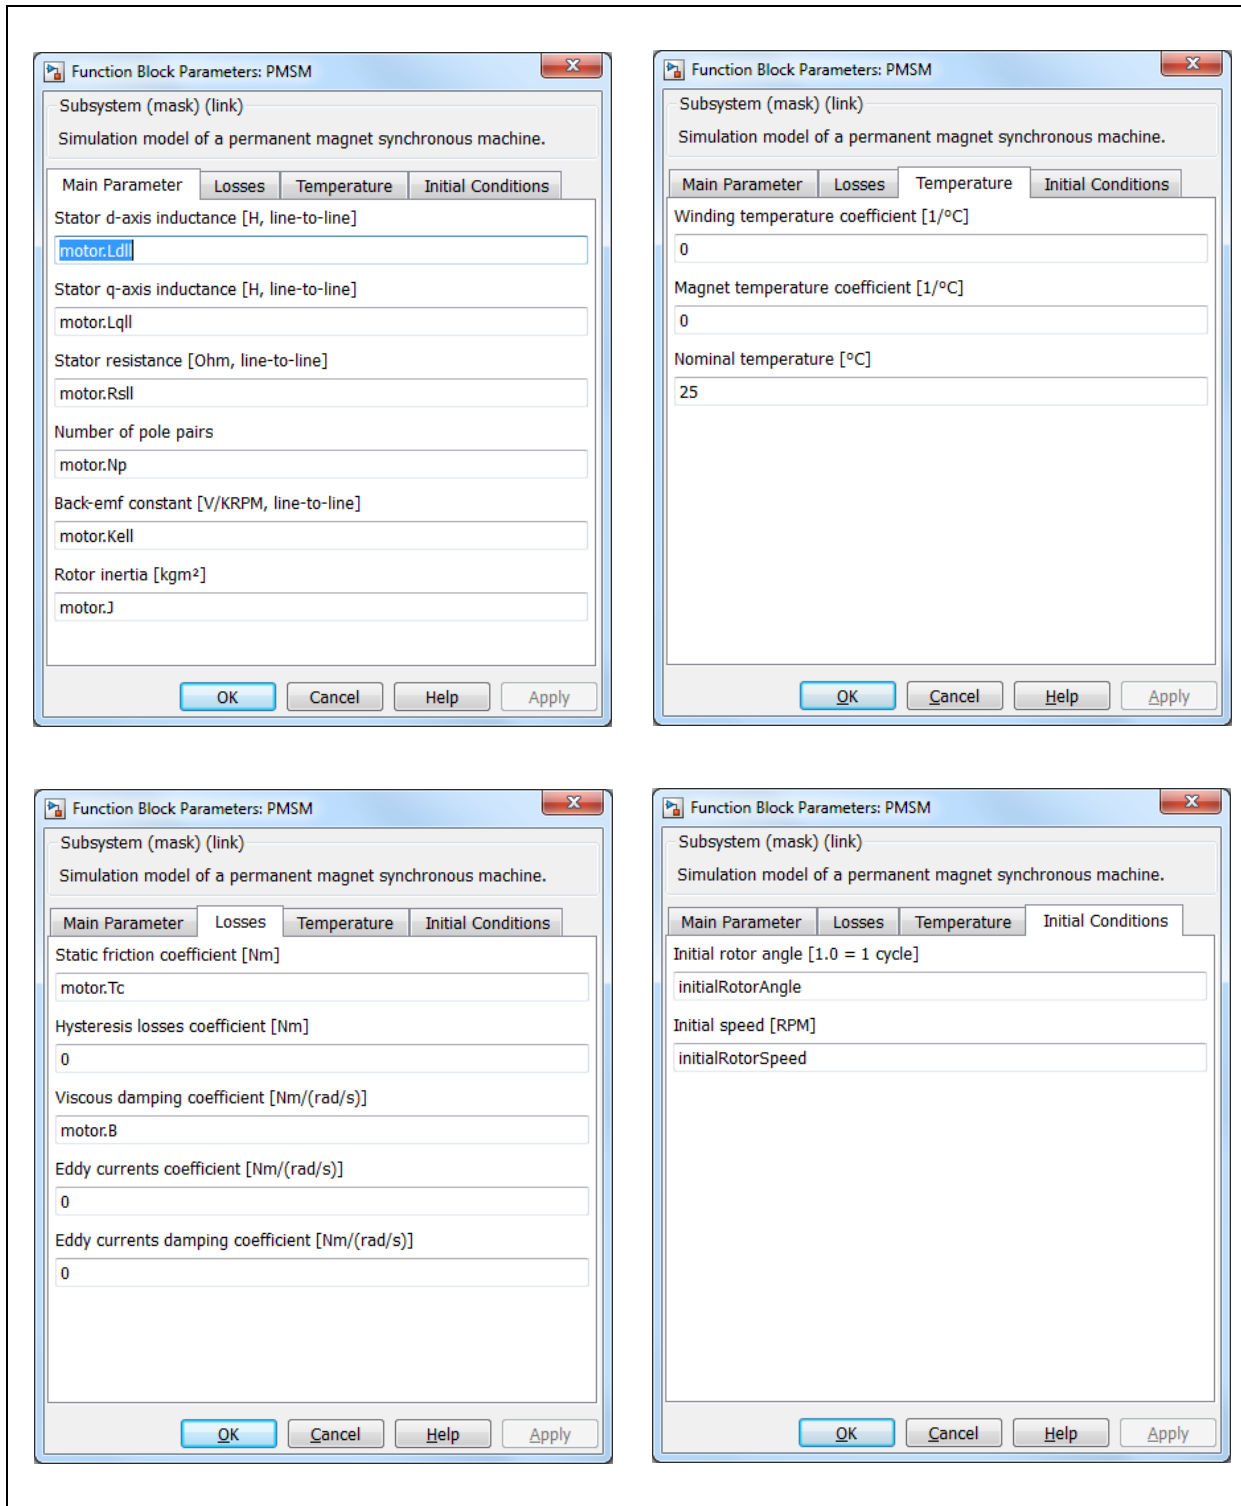 Function Block Parameters: PMSM
X
Subsystem (mask) (link)
Simulation model of a permanent magnet synchronous machine.
Main Parameter Losses Temperature Initial Conditions
Stator d-axis inductance [H, line-to-line]
motor.Ldll
Stator q-axis inductance [H, line-to-line]
motor.Lqll
Stator resistance [Ohm, line-to-line]
motor.Rsll
Number of pole pairs
motor.Np
Back-emf constant [V/KRPM, line-to-line]
motor.Kell
Rotor inertia [kgm²]
motor.J
OK Cancel Help Apply
Function Block Parameters: PMSM
X
Subsystem (mask) (link)
Simulation model of a permanent magnet synchronous machine.
Main Parameter Losses Temperature Initial Conditions
Winding temperature coefficient [1/°C]
0
Magnet temperature coefficient [1/°C]
0
Nominal temperature [°C]
25
OK Cancel Help Apply
Function Block Parameters: PMSM
X
Subsystem (mask) (link)
Simulation model of a permanent magnet synchronous machine.
Main Parameter Losses Temperature Initial Conditions
Static friction coefficient [Nm]
motor.Tc
Hysteresis losses coefficient [Nm]
0
Viscous damping coefficient [Nm/(rad/s)]
motor.B
Eddy currents coefficient [Nm/(rad/s)]
0
Eddy currents damping coefficient [Nm/(rad/s)]
0
OK Cancel Help Apply
Function Block Parameters: PMSM
X
Subsystem (mask) (link)
Simulation model of a permanent magnet synchronous machine.
Main Parameter Losses Temperature Initial Conditions
Initial rotor angle [1.0 = 1 cycle]
initialRotorAngle
Initial speed [RPM]
initialRotorSpeed
OK Cancel Help Apply